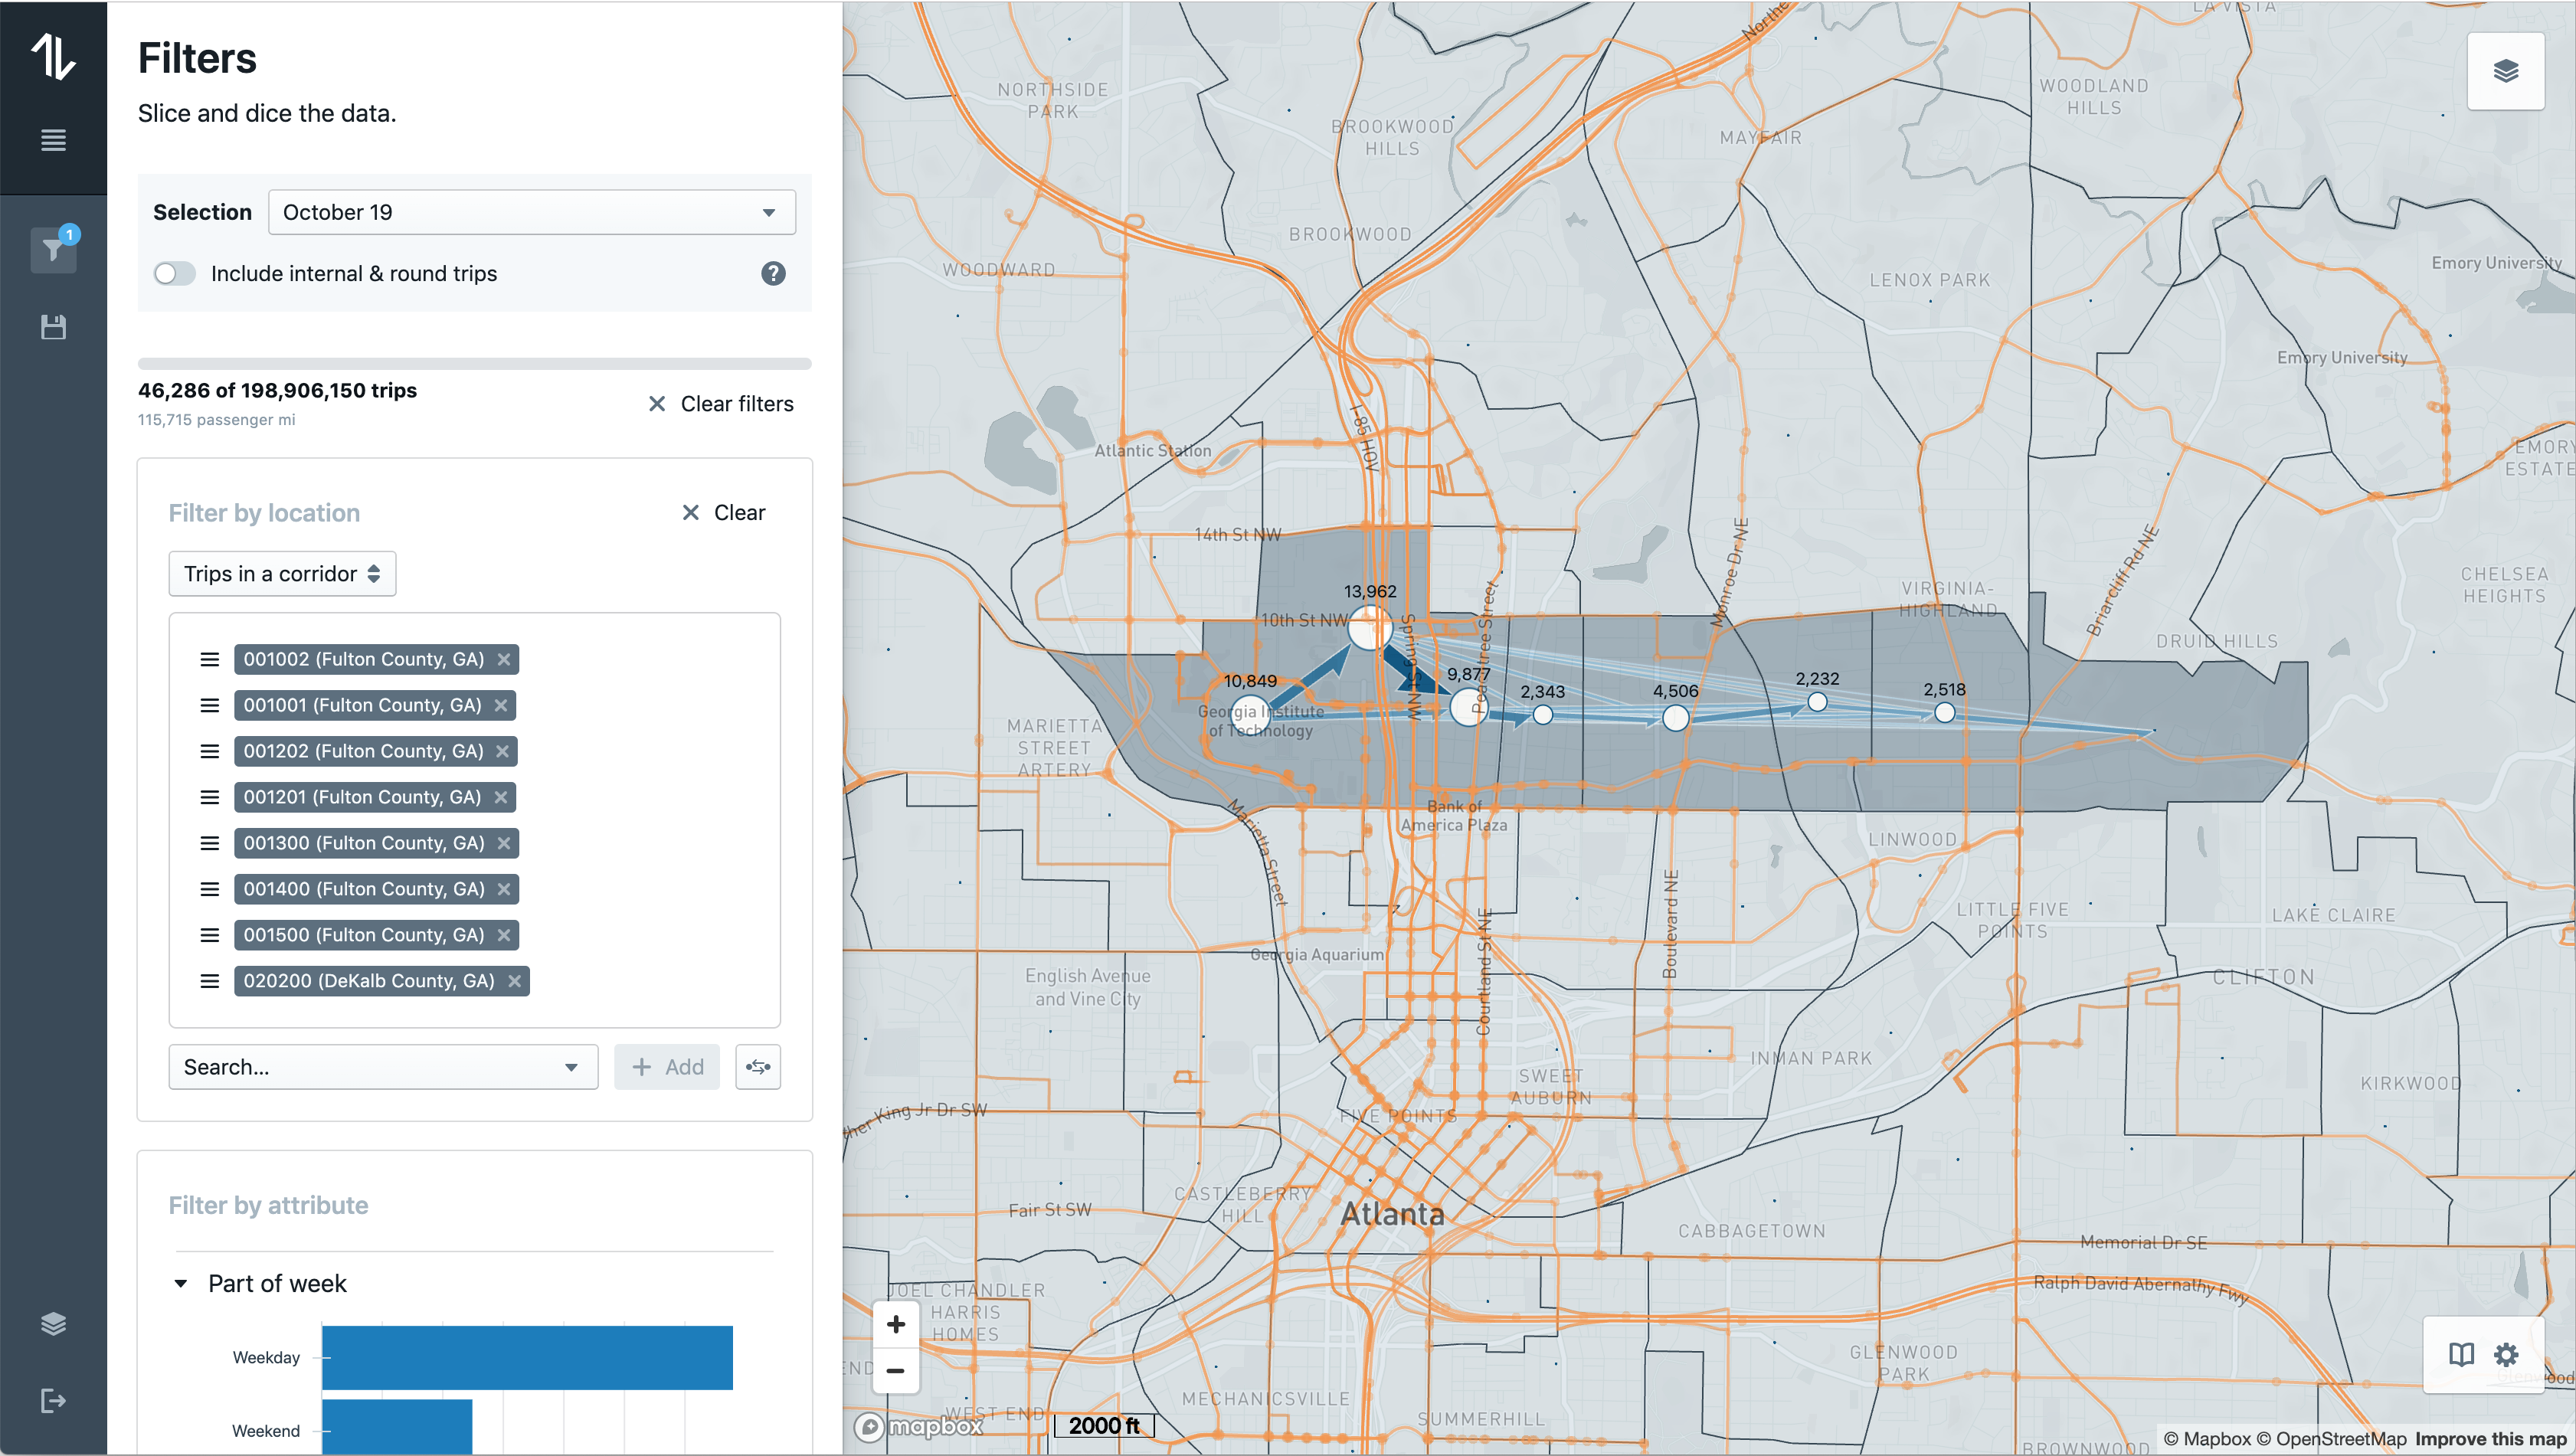 Filters
Slice and dice the data.
Selection
October 19
Include internal & round trips
?
1
46,286 of 198,906,150 trips
115,715 passenger mi
Clear filters
Filter by location
Clear
Trips in a corridor
001002 (Fulton County, GA)
001001 (Fulton County, GA)
001202 (Fulton County, GA)
001201 (Fulton County, GA)
001300 (Fulton County, GA)
001400 (Fulton County, GA)
001500 (Fulton County, GA)
020200 (DeKalb County, GA)
Search...
+ Add
Filter by attribute
Part of week
Weekday
Weekend
LA VISTA
NORTHSIDE
PARK
BROOKWOOD
HILLS
MAYFAIR
WOODLAND
HILLS
BROOKWOOD
WOODWARD
LENOX PARK
Emory University
Emory University
EMORY
ESTATE
I-85 HOV
Atlantic Station
14th St NW
10th St NW
13,962
10,849
9,877
2,343
4,506
2,232
2,518
Georgia Institute
of Technology
Spring St NW
Peachtree Street
Monroe Dr NE
Briarcliff Rd NE
VIRGINIA-
HIGHLAND
DRUID HILLS
CHELSEA
HEIGHTS
MARIETTA
STREET
ARTERY
Marietta Street
Bank of
America Plaza
LINWOOD
Boulevard NE
Courtland St NE
LITTLE FIVE
POINTS
LAKE CLAIRE
Georgia Aquarium
English Avenue
and Vine City
CLIFTON
INMAN PARK
KIRKWOOD
SWEET
AUBURN
FIVE POINTS
ther King Jr Dr SW
CASTLEBERRY
HILL
Fair St SW
Atlanta
CABBAGETOWN
Memorial Dr SE
Ralph David Abernathy Fwy
JOEL CHANDLER
HARRIS
HOMES
GLENWOOD
PARK
MECHANICSVILLE
WEST END
SUMMERHILL
BROWNWOOD
+
−
mapbox
2000 ft
© Mapbox © OpenStreetMap Improve this map